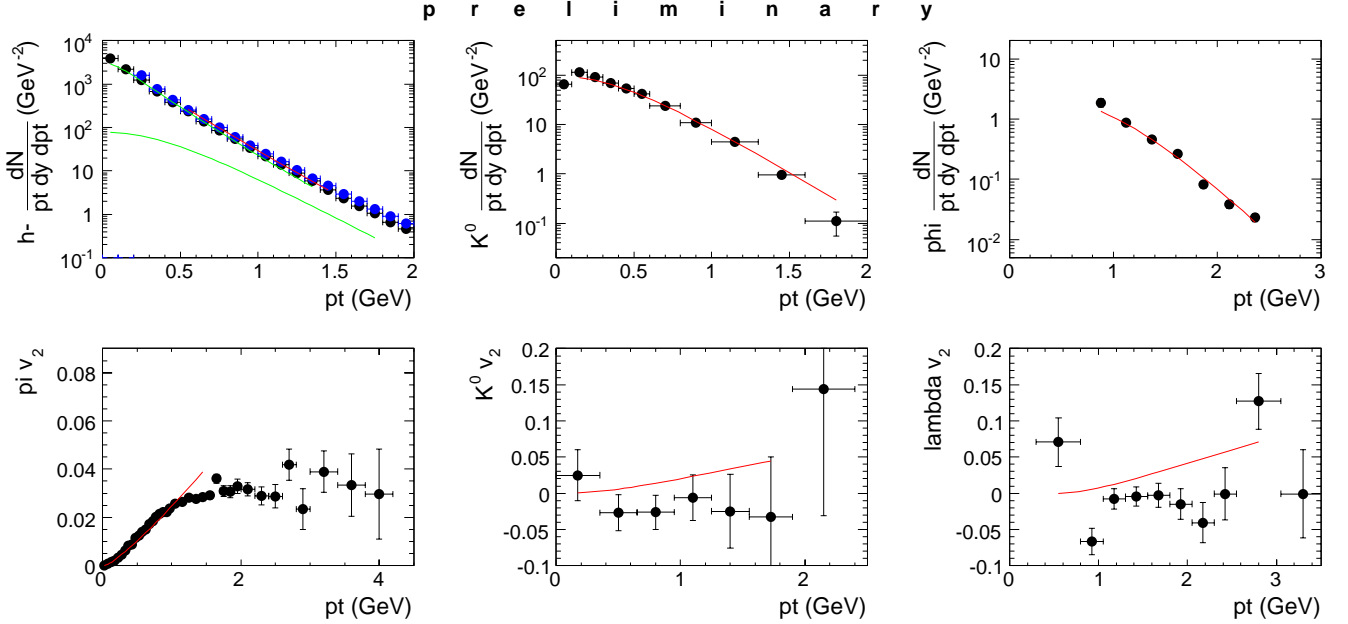 p r e l i m i n a r y
h- dN/pt dy dpt (GeV-2)
10^4
10^3
10^2
10
1
10^-1
0 0.5 1 1.5 2
pt (GeV)
K^0 dN/pt dy dpt (GeV-2)
10^2
10
1
10^-1
0 0.5 1 1.5 2
pt (GeV)
phi dN/pt dy dpt (GeV-2)
10
1
10^-1
10^-2
0 1 2 3
pt (GeV)
pi v_2
0.08
0.06
0.04
0.02
0
0 2 4
pt (GeV)
K^0 v_2
0.2
0.15
0.1
0.05
0
-0.05
-0.1
0 1 2
pt (GeV)
lambda v_2
0.2
0.15
0.1
0.05
0
-0.05
-0.1
0 1 2 3
pt (GeV)